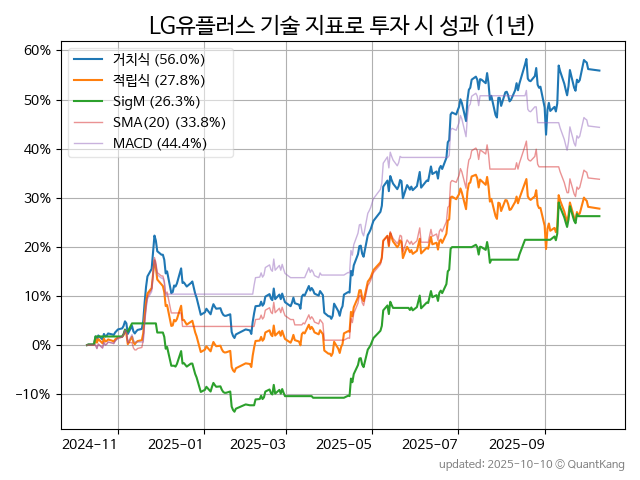 LG유플러스 기술 지표로 투자 시 성과 (1년)
60%
50%
40%
30%
20%
10%
0%
−10%
거치식 (56.0%)
적립식 (27.8%)
SigM (26.3%)
SMA(20) (33.8%)
MACD (44.4%)
2024-11
2025-01
2025-03
2025-05
2025-07
2025-09
updated: 2025-10-10 © QuantKang